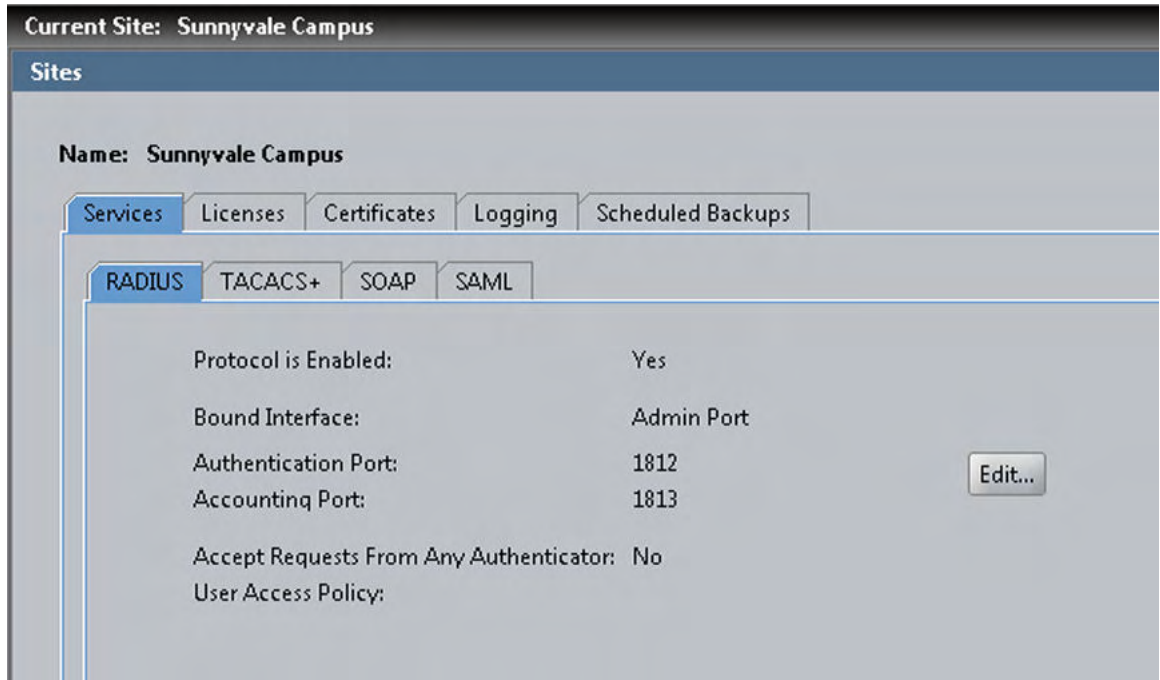 Current Site: Sunnyvale Campus
Sites
Name: Sunnyvale Campus
Services Licenses Certificates Logging Scheduled Backups
RADIUS TACACS+ SOAP SAML
Protocol is Enabled: Yes
Bound Interface: Admin Port
Authentication Port: 1812
Edit...
Accounting Port: 1813
Accept Requests From Any Authenticator: No
User Access Policy: